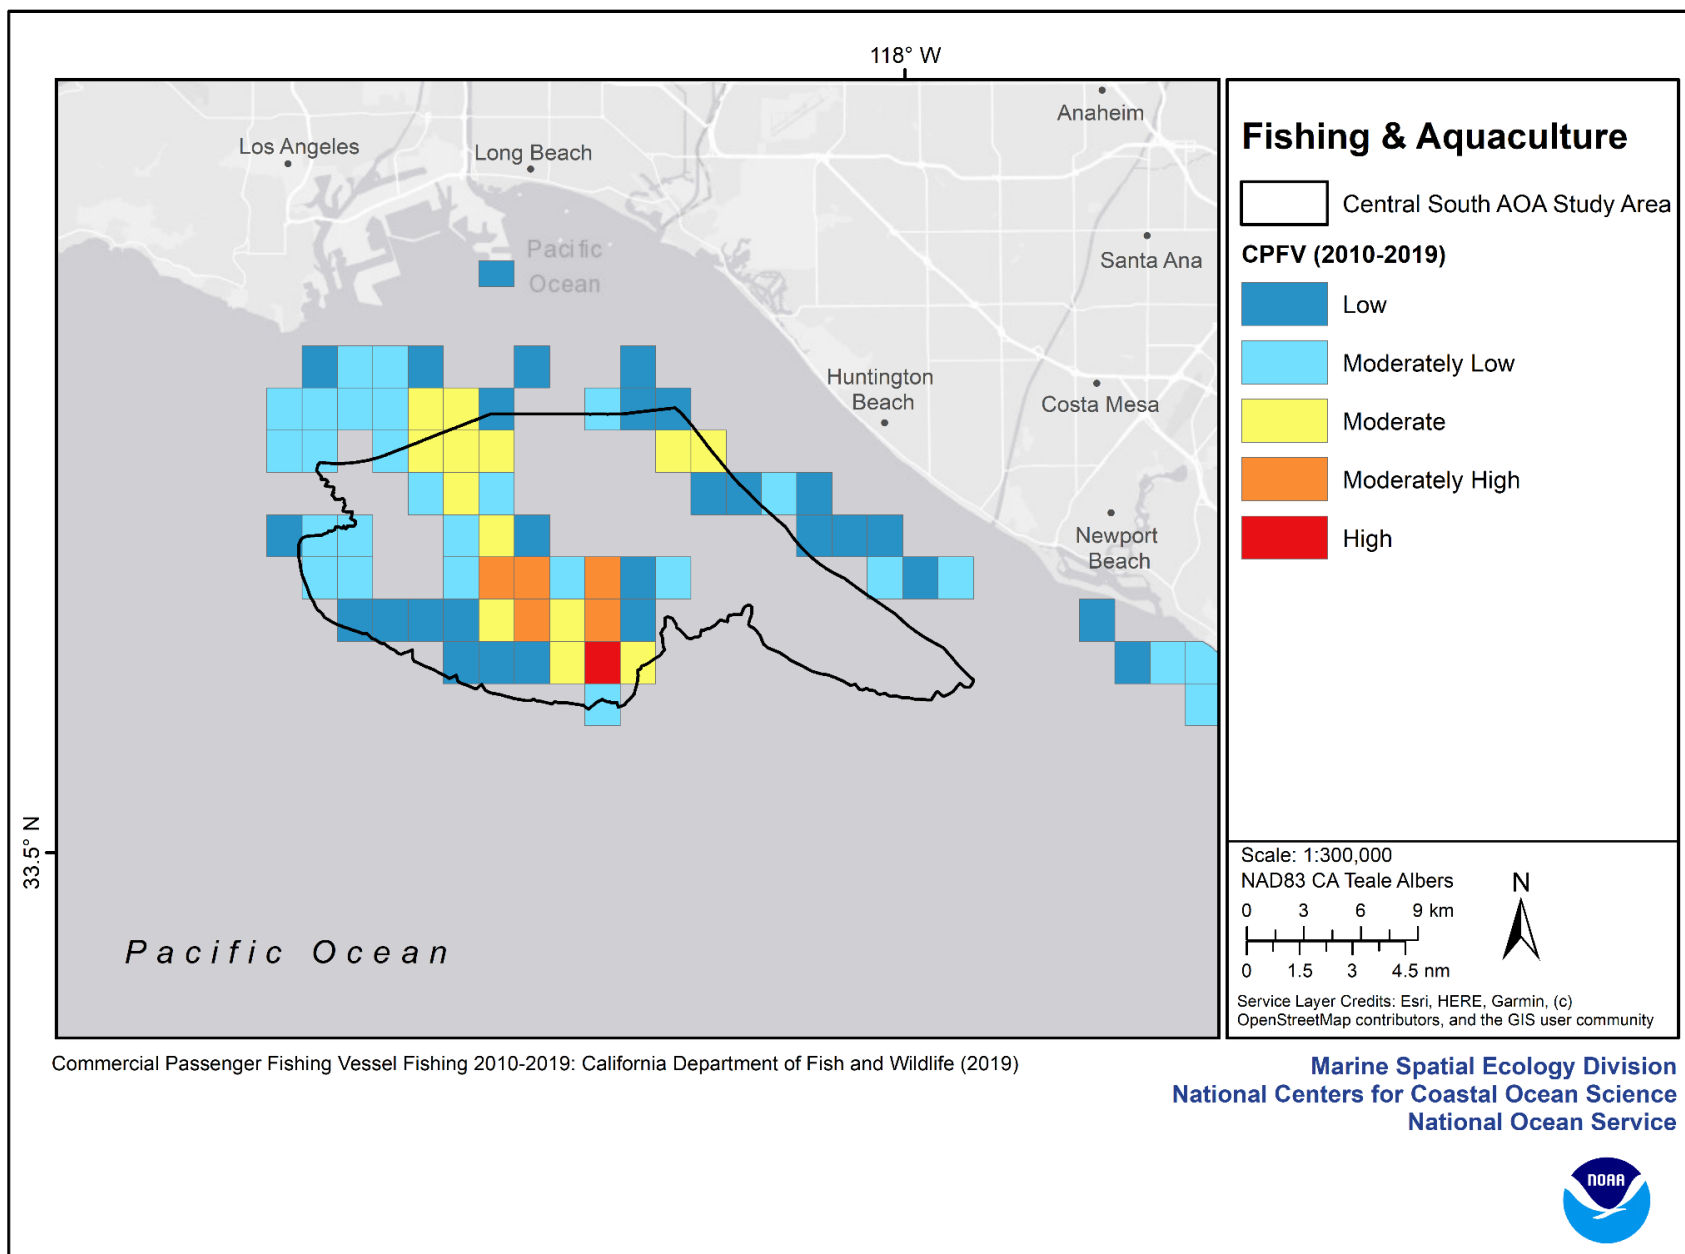 118° W
Anaheim
Los Angeles
Long Beach
Pacific
Ocean
Santa Ana
Huntington
Beach
Costa Mesa
Newport
Beach
33.5° N
Pacific Ocean
Fishing & Aquaculture
Central South AOA Study Area
CPFV (2010-2019)
Low
Moderately Low
Moderate
Moderately High
High
Scale: 1:300,000
NAD83 CA Teale Albers
N
0 3 6 9 km
0 1.5 3 4.5 nm
Service Layer Credits: Esri, HERE, Garmin, (c)
OpenStreetMap contributors, and the GIS user community
Commercial Passenger Fishing Vessel Fishing 2010-2019: California Department of Fish and Wildlife (2019)
Marine Spatial Ecology Division
National Centers for Coastal Ocean Science
National Ocean Service
NOAA